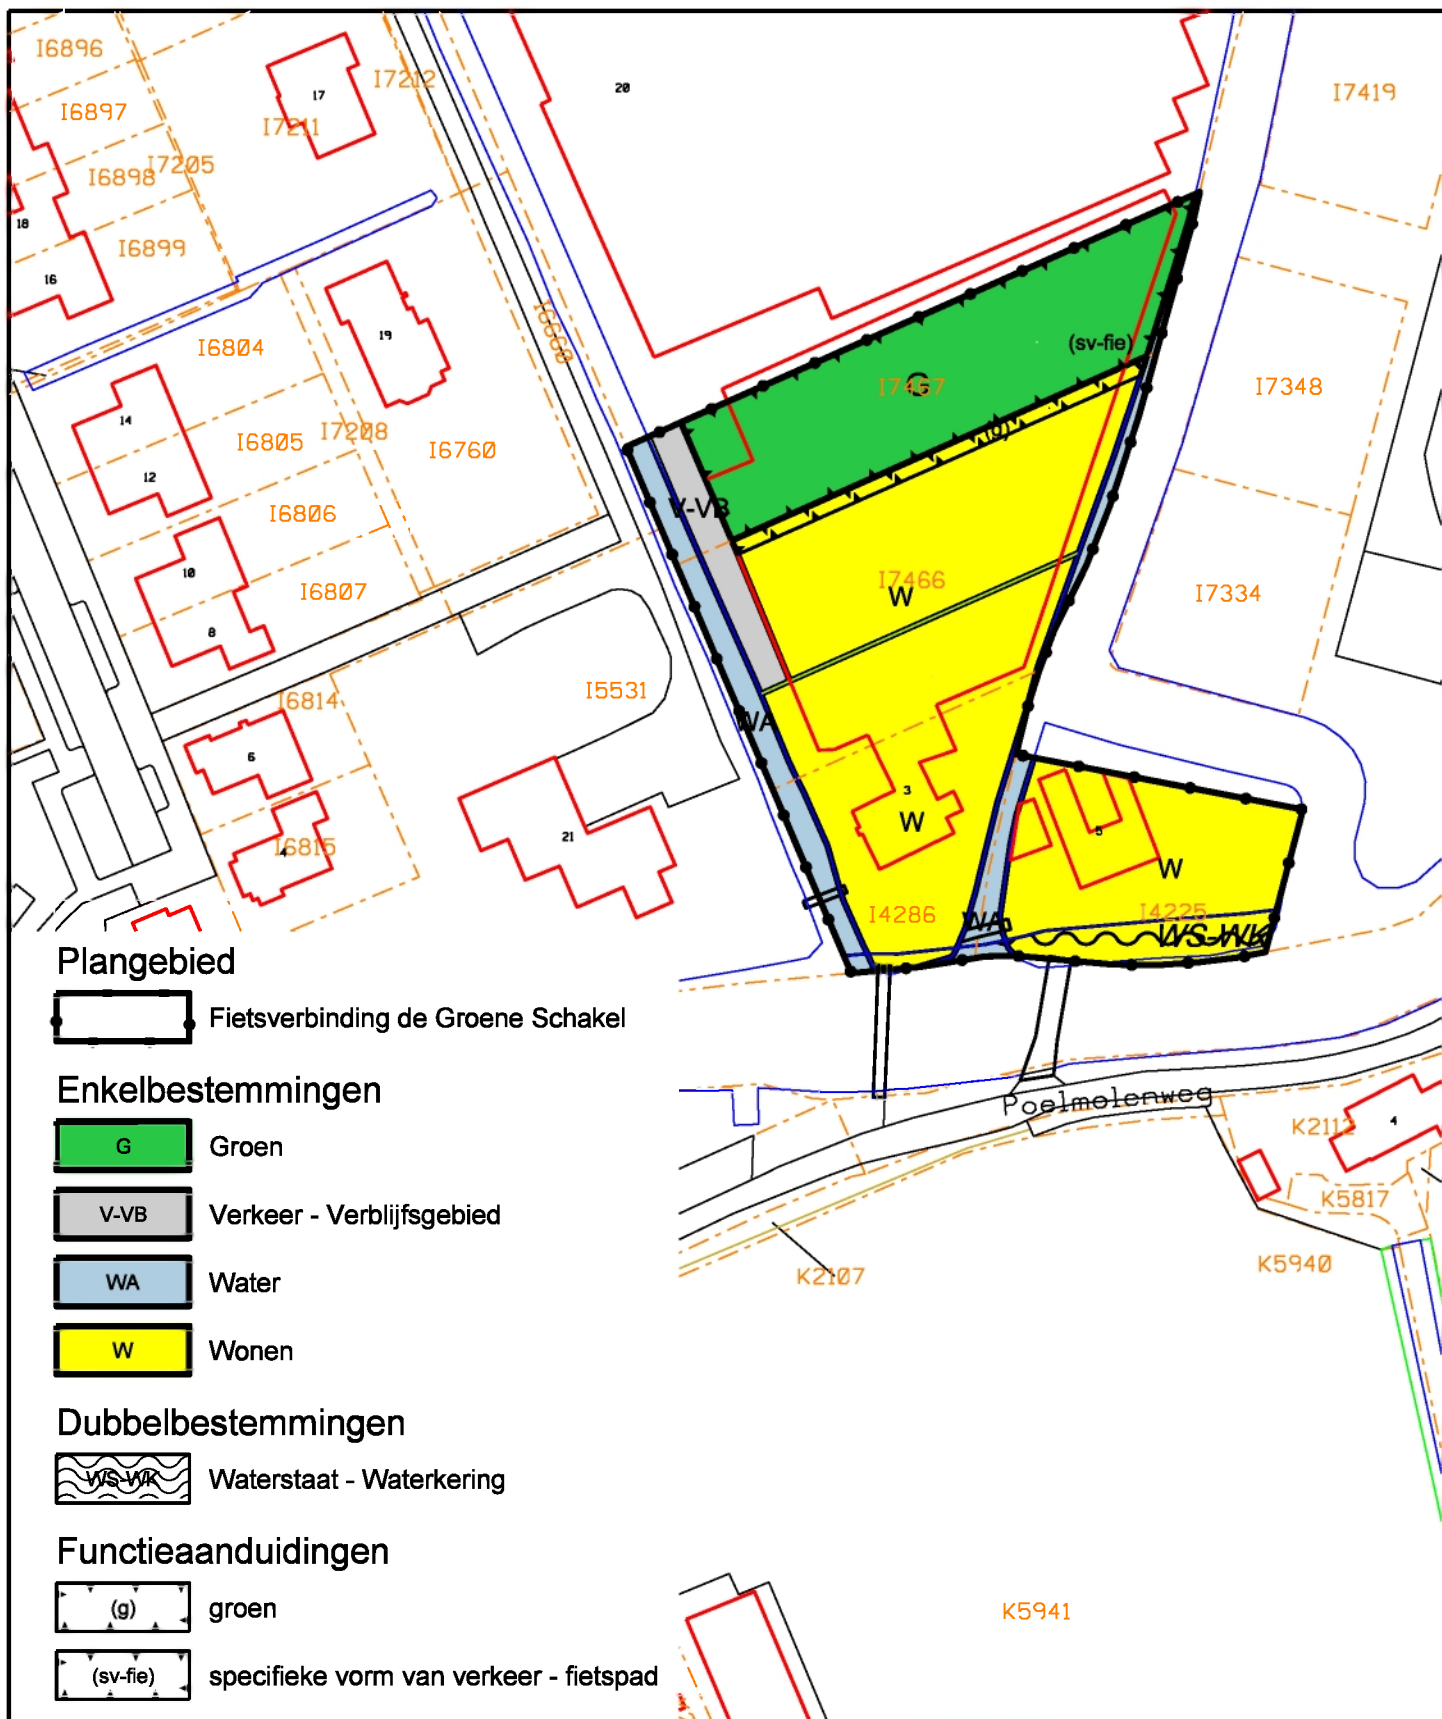 I6896
I7212
17
20
I7419
I6897
I7211
I7205
I6898
18
I6899
16
I6660
19
(sv-fie)
I6804
I7467
G
I7348
14
I7208
(g)
I6805
I6760
12
V-VB
I6806
10
I7466
I6807
W
I7334
8
I5531
I6814
WA
6
3
W
5
21
I6815
4
W
I4286
WA
I4225
WS-WK
Plangebied
Fietsverbinding de Groene Schakel
Poelmolenweg
Enkelbestemmingen
K2112
4
G Groen
K5817
V-VB Verkeer - Verblijfsgebied
K5940
K2107
WA Water
W Wonen
Dubbelbestemmingen
WS-WK Waterstaat - Waterkering
Functieaanduidingen
(g) groen
K5941
(sv-fie) specifieke vorm van verkeer - fietspad